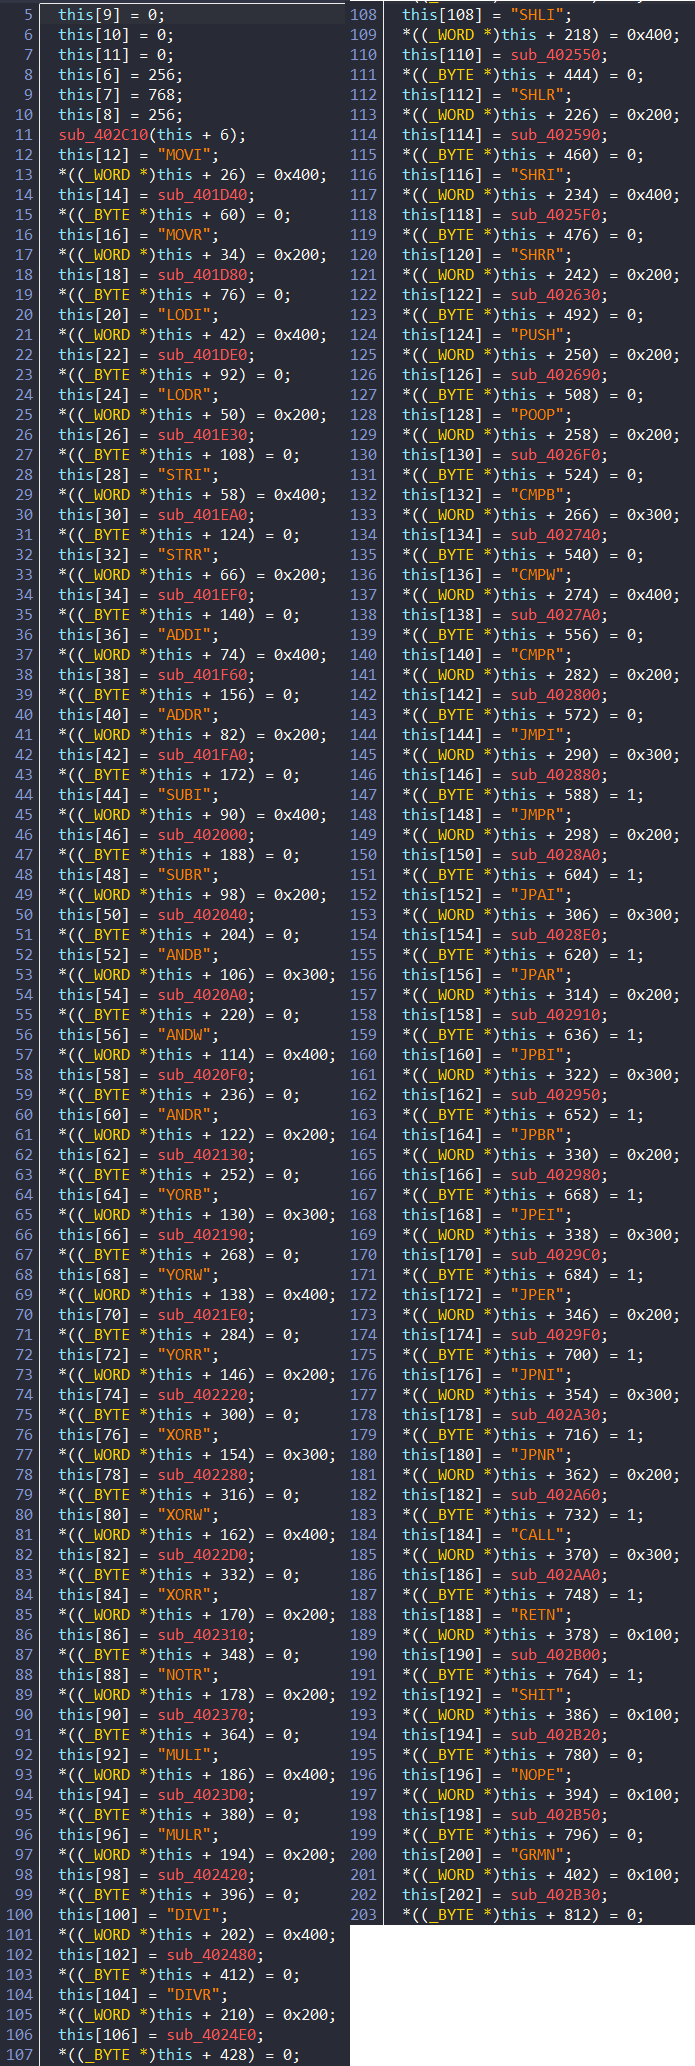 5 this[9] = 0;
6 this[10] = 0;
7 this[11] = 0;
8 this[6] = 256;
9 this[7] = 768;
10 this[8] = 256;
11 sub_402C10(this + 6);
12 this[12] = "MOVI";
13 *((_WORD *)this + 26) = 0x400;
14 this[14] = sub_401D40;
15 *((_BYTE *)this + 60) = 0;
16 this[16] = "MOVR";
17 *((_WORD *)this + 34) = 0x200;
18 this[18] = sub_401D80;
19 *((_BYTE *)this + 76) = 0;
20 this[20] = "LODI";
21 *((_WORD *)this + 42) = 0x400;
22 this[22] = sub_401DE0;
23 *((_BYTE *)this + 92) = 0;
24 this[24] = "LODR";
25 *((_WORD *)this + 50) = 0x200;
26 this[26] = sub_401E30;
27 *((_BYTE *)this + 108) = 0;
28 this[28] = "STRI";
29 *((_WORD *)this + 58) = 0x400;
30 this[30] = sub_401EA0;
31 *((_BYTE *)this + 124) = 0;
32 this[32] = "STRR";
33 *((_WORD *)this + 66) = 0x200;
34 this[34] = sub_401EF0;
35 *((_BYTE *)this + 140) = 0;
36 this[36] = "ADDI";
37 *((_WORD *)this + 74) = 0x400;
38 this[38] = sub_401F60;
39 *((_BYTE *)this + 156) = 0;
40 this[40] = "ADDR";
41 *((_WORD *)this + 82) = 0x200;
42 this[42] = sub_401FA0;
43 *((_BYTE *)this + 172) = 0;
44 this[44] = "SUBI";
45 *((_WORD *)this + 90) = 0x400;
46 this[46] = sub_402000;
47 *((_BYTE *)this + 188) = 0;
48 this[48] = "SUBR";
49 *((_WORD *)this + 98) = 0x200;
50 this[50] = sub_402040;
51 *((_BYTE *)this + 204) = 0;
52 this[52] = "ANDB";
53 *((_WORD *)this + 106) = 0x300;
54 this[54] = sub_4020A0;
55 *((_BYTE *)this + 220) = 0;
56 this[56] = "ANDW";
57 *((_WORD *)this + 114) = 0x400;
58 this[58] = sub_4020F0;
59 *((_BYTE *)this + 236) = 0;
60 this[60] = "ANDR";
61 *((_WORD *)this + 122) = 0x200;
62 this[62] = sub_402130;
63 *((_BYTE *)this + 252) = 0;
64 this[64] = "YORB";
65 *((_WORD *)this + 130) = 0x300;
66 this[66] = sub_402190;
67 *((_BYTE *)this + 268) = 0;
68 this[68] = "YORW";
69 *((_WORD *)this + 138) = 0x400;
70 this[70] = sub_4021E0;
71 *((_BYTE *)this + 284) = 0;
72 this[72] = "YORR";
73 *((_WORD *)this + 146) = 0x200;
74 this[74] = sub_402220;
75 *((_BYTE *)this + 300) = 0;
76 this[76] = "XORB";
77 *((_WORD *)this + 154) = 0x300;
78 this[78] = sub_402280;
79 *((_BYTE *)this + 316) = 0;
80 this[80] = "XORW";
81 *((_WORD *)this + 162) = 0x400;
82 this[82] = sub_4022D0;
83 *((_BYTE *)this + 332) = 0;
84 this[84] = "XORR";
85 *((_WORD *)this + 170) = 0x200;
86 this[86] = sub_402310;
87 *((_BYTE *)this + 348) = 0;
88 this[88] = "NOTR";
89 *((_WORD *)this + 178) = 0x200;
90 this[90] = sub_402370;
91 *((_BYTE *)this + 364) = 0;
92 this[92] = "MULI";
93 *((_WORD *)this + 186) = 0x400;
94 this[94] = sub_4023D0;
95 *((_BYTE *)this + 380) = 0;
96 this[96] = "MULR";
97 *((_WORD *)this + 194) = 0x200;
98 this[98] = sub_402420;
99 *((_BYTE *)this + 396) = 0;
100 this[100] = "DIVI";
101 *((_WORD *)this + 202) = 0x400;
102 this[102] = sub_402480;
103 *((_BYTE *)this + 412) = 0;
104 this[104] = "DIVR";
105 *((_WORD *)this + 210) = 0x200;
106 this[106] = sub_4024E0;
107 *((_BYTE *)this + 428) = 0;
108 this[108] = "SHLI";
109 *((_WORD *)this + 218) = 0x400;
110 this[110] = sub_402550;
111 *((_BYTE *)this + 444) = 0;
112 this[112] = "SHLR";
113 *((_WORD *)this + 226) = 0x200;
114 this[114] = sub_402590;
115 *((_BYTE *)this + 460) = 0;
116 this[116] = "SHRI";
117 *((_WORD *)this + 234) = 0x400;
118 this[118] = sub_4025F0;
119 *((_BYTE *)this + 476) = 0;
120 this[120] = "SHRR";
121 *((_WORD *)this + 242) = 0x200;
122 this[122] = sub_402630;
123 *((_BYTE *)this + 492) = 0;
124 this[124] = "PUSH";
125 *((_WORD *)this + 250) = 0x200;
126 this[126] = sub_402690;
127 *((_BYTE *)this + 508) = 0;
128 this[128] = "POOP";
129 *((_WORD *)this + 258) = 0x200;
130 this[130] = sub_4026F0;
131 *((_BYTE *)this + 524) = 0;
132 this[132] = "CMPB";
133 *((_WORD *)this + 266) = 0x300;
134 this[134] = sub_402740;
135 *((_BYTE *)this + 540) = 0;
136 this[136] = "CMPW";
137 *((_WORD *)this + 274) = 0x400;
138 this[138] = sub_4027A0;
139 *((_BYTE *)this + 556) = 0;
140 this[140] = "CMPR";
141 *((_WORD *)this + 282) = 0x200;
142 this[142] = sub_402800;
143 *((_BYTE *)this + 572) = 0;
144 this[144] = "JMPI";
145 *((_WORD *)this + 290) = 0x300;
146 this[146] = sub_402880;
147 *((_BYTE *)this + 588) = 1;
148 this[148] = "JMPR";
149 *((_WORD *)this + 298) = 0x200;
150 this[150] = sub_4028A0;
151 *((_BYTE *)this + 604) = 1;
152 this[152] = "JPAI";
153 *((_WORD *)this + 306) = 0x300;
154 this[154] = sub_4028E0;
155 *((_BYTE *)this + 620) = 1;
156 this[156] = "JPAR";
157 *((_WORD *)this + 314) = 0x200;
158 this[158] = sub_402910;
159 *((_BYTE *)this + 636) = 1;
160 this[160] = "JPBI";
161 *((_WORD *)this + 322) = 0x300;
162 this[162] = sub_402950;
163 *((_BYTE *)this + 652) = 1;
164 this[164] = "JPBR";
165 *((_WORD *)this + 330) = 0x200;
166 this[166] = sub_402980;
167 *((_BYTE *)this + 668) = 1;
168 this[168] = "JPEI";
169 *((_WORD *)this + 338) = 0x300;
170 this[170] = sub_4029C0;
171 *((_BYTE *)this + 684) = 1;
172 this[172] = "JPER";
173 *((_WORD *)this + 346) = 0x200;
174 this[174] = sub_4029F0;
175 *((_BYTE *)this + 700) = 1;
176 this[176] = "JPNI";
177 *((_WORD *)this + 354) = 0x300;
178 this[178] = sub_402A30;
179 *((_BYTE *)this + 716) = 1;
180 this[180] = "JPNR";
181 *((_WORD *)this + 362) = 0x200;
182 this[182] = sub_402A60;
183 *((_BYTE *)this + 732) = 1;
184 this[184] = "CALL";
185 *((_WORD *)this + 370) = 0x300;
186 this[186] = sub_402AA0;
187 *((_BYTE *)this + 748) = 1;
188 this[188] = "RETN";
189 *((_WORD *)this + 378) = 0x100;
190 this[190] = sub_402B00;
191 *((_BYTE *)this + 764) = 1;
192 this[192] = "SHIT";
193 *((_WORD *)this + 386) = 0x100;
194 this[194] = sub_402B20;
195 *((_BYTE *)this + 780) = 0;
196 this[196] = "NOPE";
197 *((_WORD *)this + 394) = 0x100;
198 this[198] = sub_402B50;
199 *((_BYTE *)this + 796) = 0;
200 this[200] = "GRMN";
201 *((_WORD *)this + 402) = 0x100;
202 this[202] = sub_402B30;
203 *((_BYTE *)this + 812) = 0;